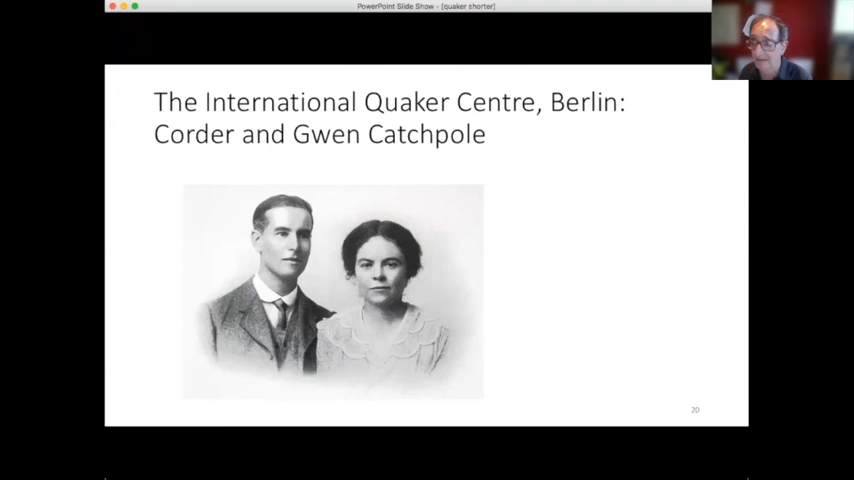 PowerPoint Slide Show - [quaker shorter]
The International Quaker Centre, Berlin:
Corder and Gwen Catchpole
20